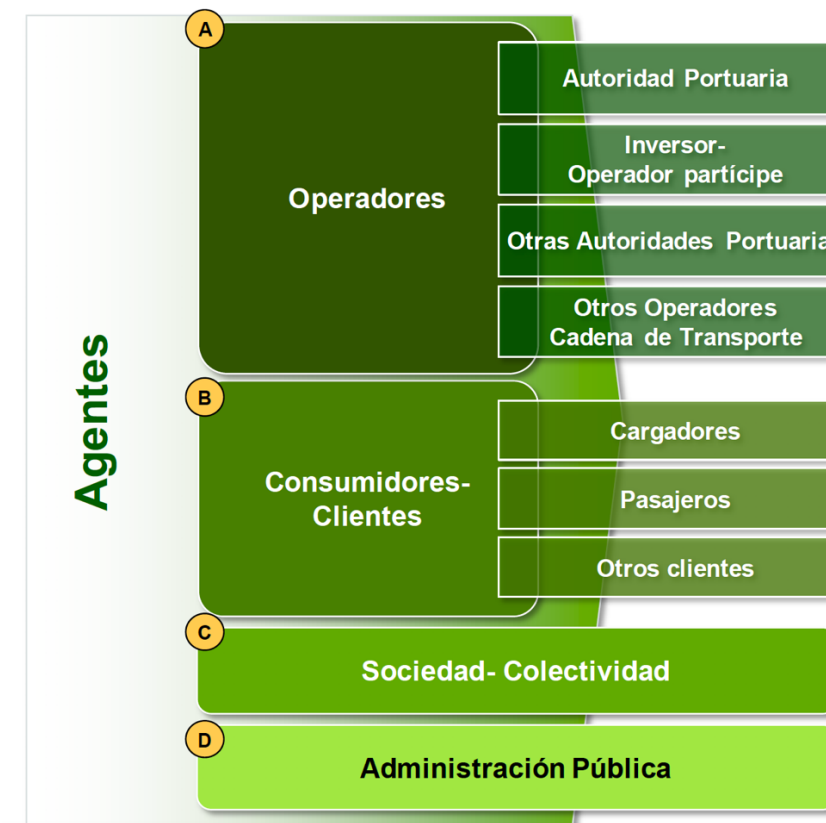 Agentes
A
Operadores
Autoridad Portuaria
Inversor-
Operador partícipe
Otras Autoridades Portuaria
Otros Operadores
Cadena de Transporte
B
Consumidores-
Clientes
Cargadores
Pasajeros
Otros clientes
C
Sociedad- Colectividad
D
Administración Pública